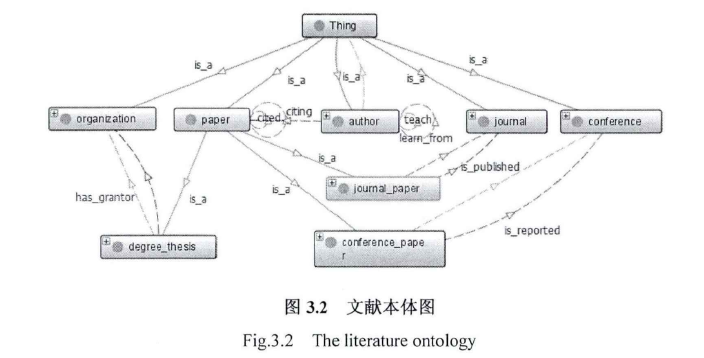 Thing
is_a
is_a
is_a
is_a
is_a
organization
paper
cited
citing
author
teach
learn_from
journal
conference
is_a
is_published
is_a
journal_paper
has_grantor
is_a
degree_thesis
conference_pape
r
is_reported
图 3.2 文献本体图
Fig.3.2 The literature ontology